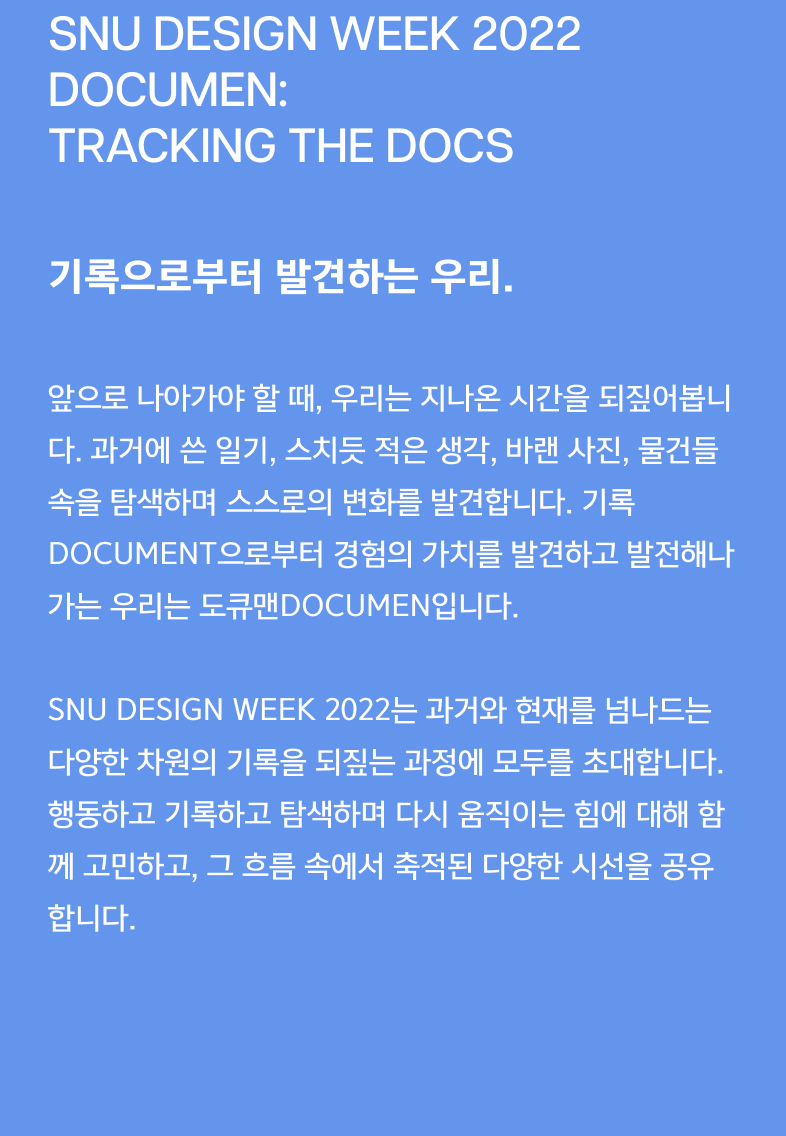 SNU DESIGN WEEK 2022
DOCUMEN:
TRACKING THE DOCS
기록으로부터 발견하는 우리.
앞으로 나아가야 할 때, 우리는 지나온 시간을 되짚어봅니
다. 과거에 쓴 일기, 스치듯 적은 생각, 바랜 사진, 물건들
속을 탐색하며 스스로의 변화를 발견합니다. 기록
DOCUMENT으로부터 경험의 가치를 발견하고 발전해나
가는 우리는 도큐맨DOCUMEN입니다.
SNU DESIGN WEEK 2022는 과거와 현재를 넘나드는
다양한 차원의 기록을 되짚는 과정에 모두를 초대합니다.
행동하고 기록하고 탐색하며 다시 움직이는 힘에 대해 함
께 고민하고, 그 흐름 속에서 축적된 다양한 시선을 공유
합니다.